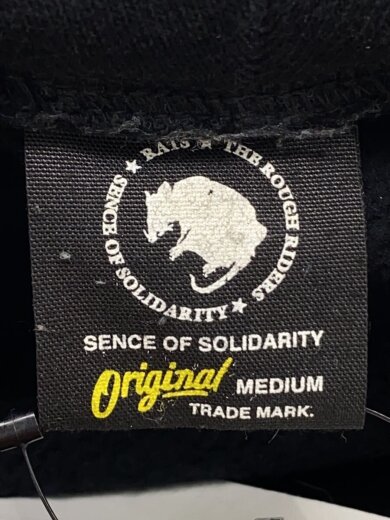 RATS ★ THE ROUGH RIDERS ★ SENCE OF SOLIDARITY ★
SENCE OF SOLIDARITY
Original MEDIUM
TRADE MARK.